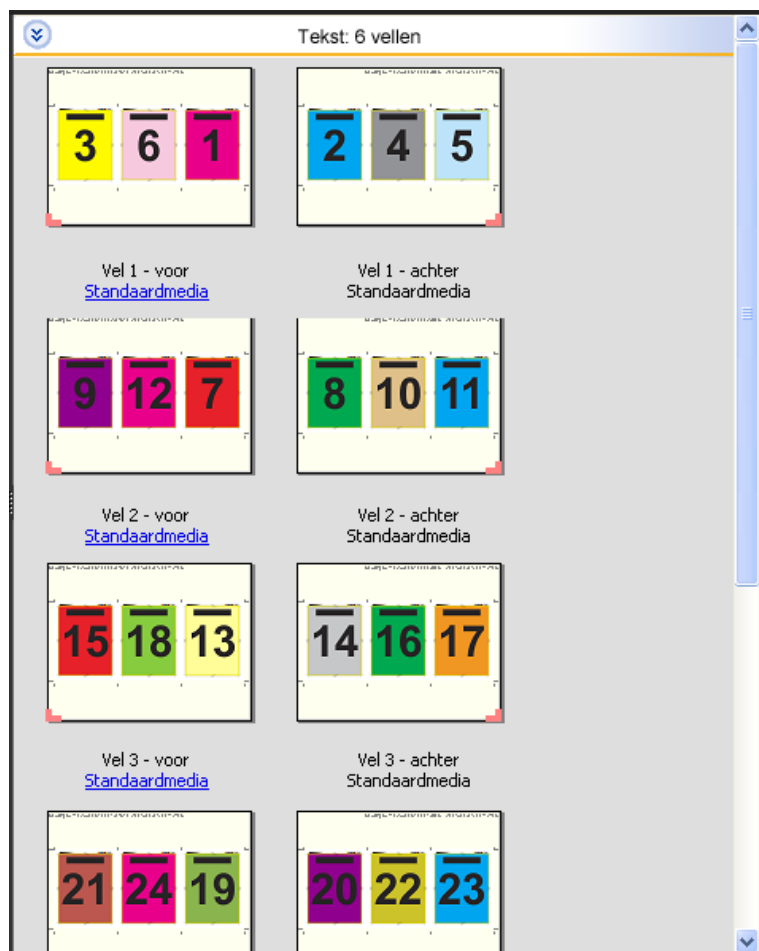 Tekst: 6 vellen
3 6 1
2 4 5
Vel 1 - voor
Standaardmedia
Vel 1 - achter
Standaardmedia
9 12 7
8 10 11
Vel 2 - voor
Standaardmedia
Vel 2 - achter
Standaardmedia
15 18 13
14 16 17
Vel 3 - voor
Standaardmedia
Vel 3 - achter
Standaardmedia
21 24 19
20 22 23